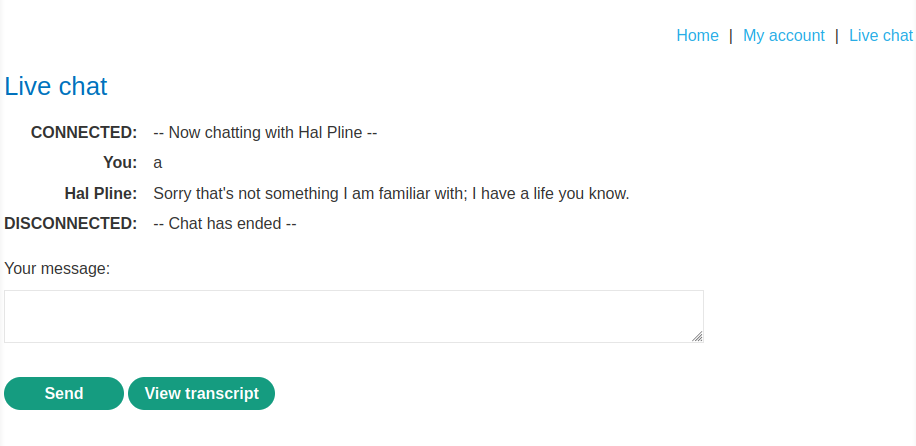 Home | My account | Live chat
Live chat
CONNECTED: -- Now chatting with Hal Pline --
You: a
Hal Pline: Sorry that's not something I am familiar with; I have a life you know.
DISCONNECTED: -- Chat has ended --
Your message:
Send View transcript